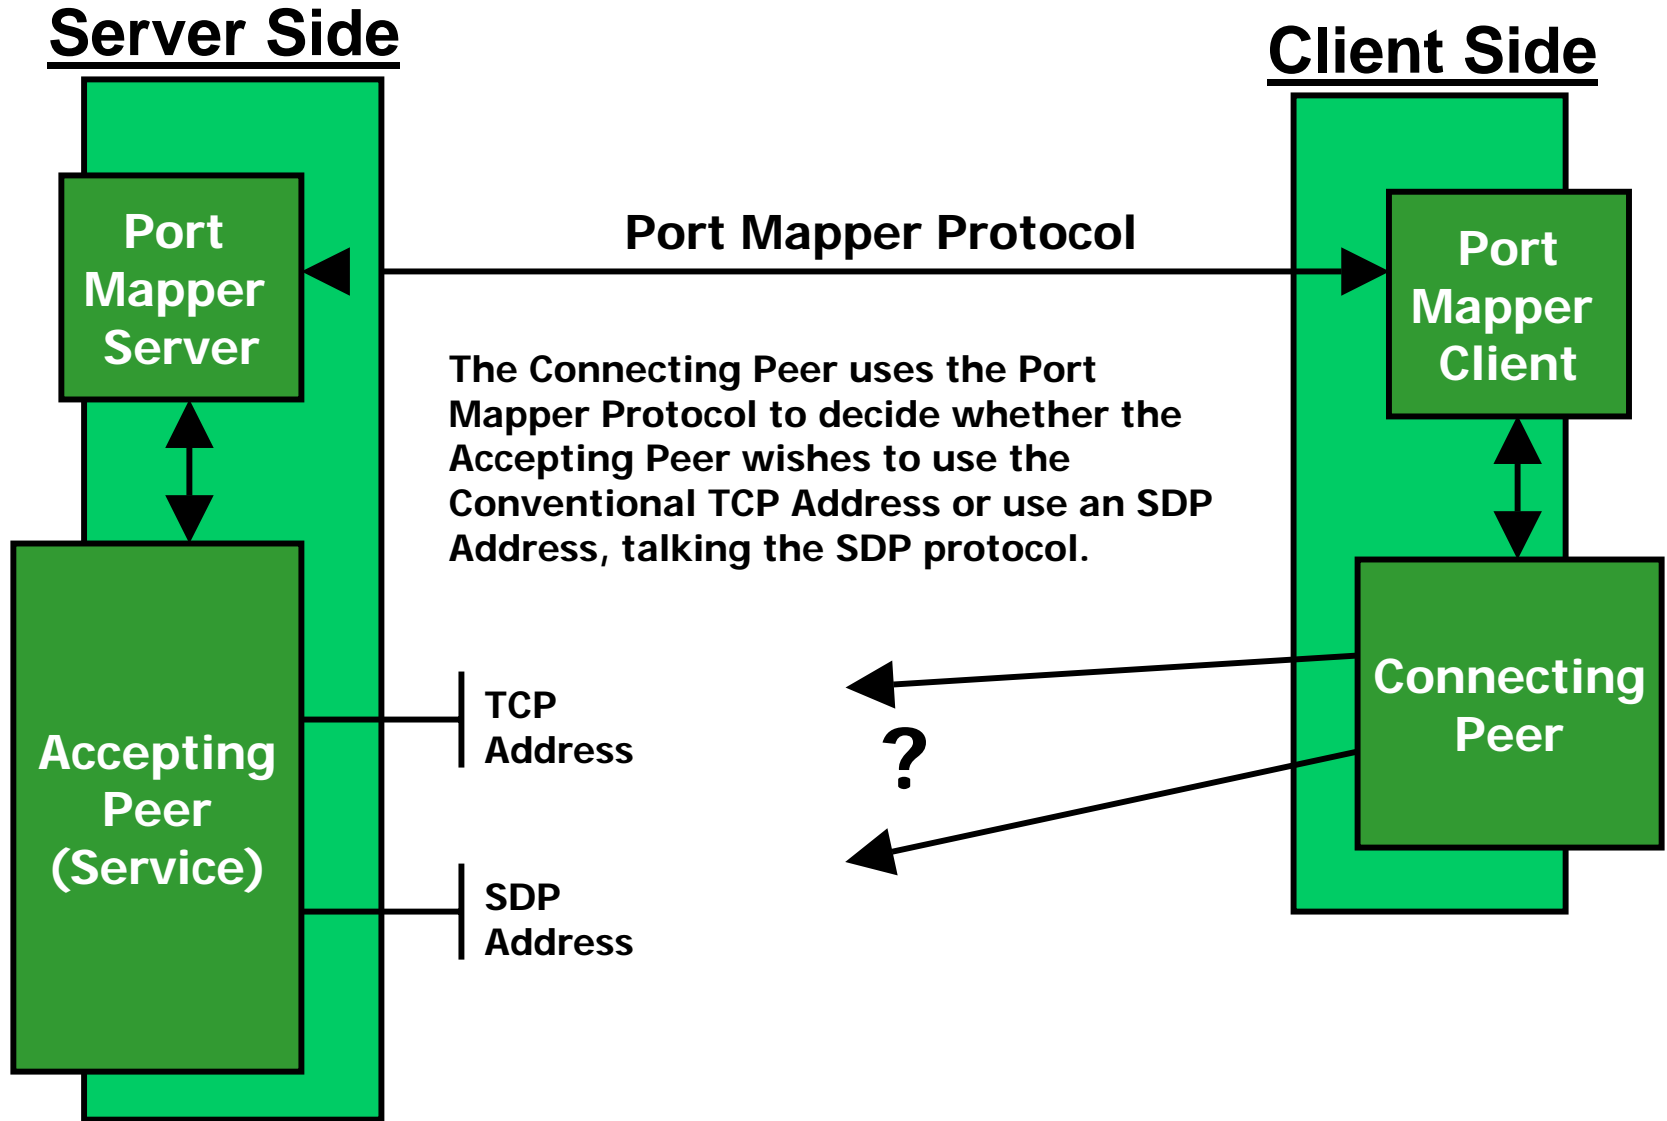 Server Side
Client Side
Port
Mapper
Server
Port Mapper Protocol
Port
Mapper
Client
The Connecting Peer uses the Port
Mapper Protocol to decide whether the
Accepting Peer wishes to use the
Conventional TCP Address or use an SDP
Address, talking the SDP protocol.
Accepting
Peer
(Service)
TCP
Address
?
SDP
Address
Connecting
Peer